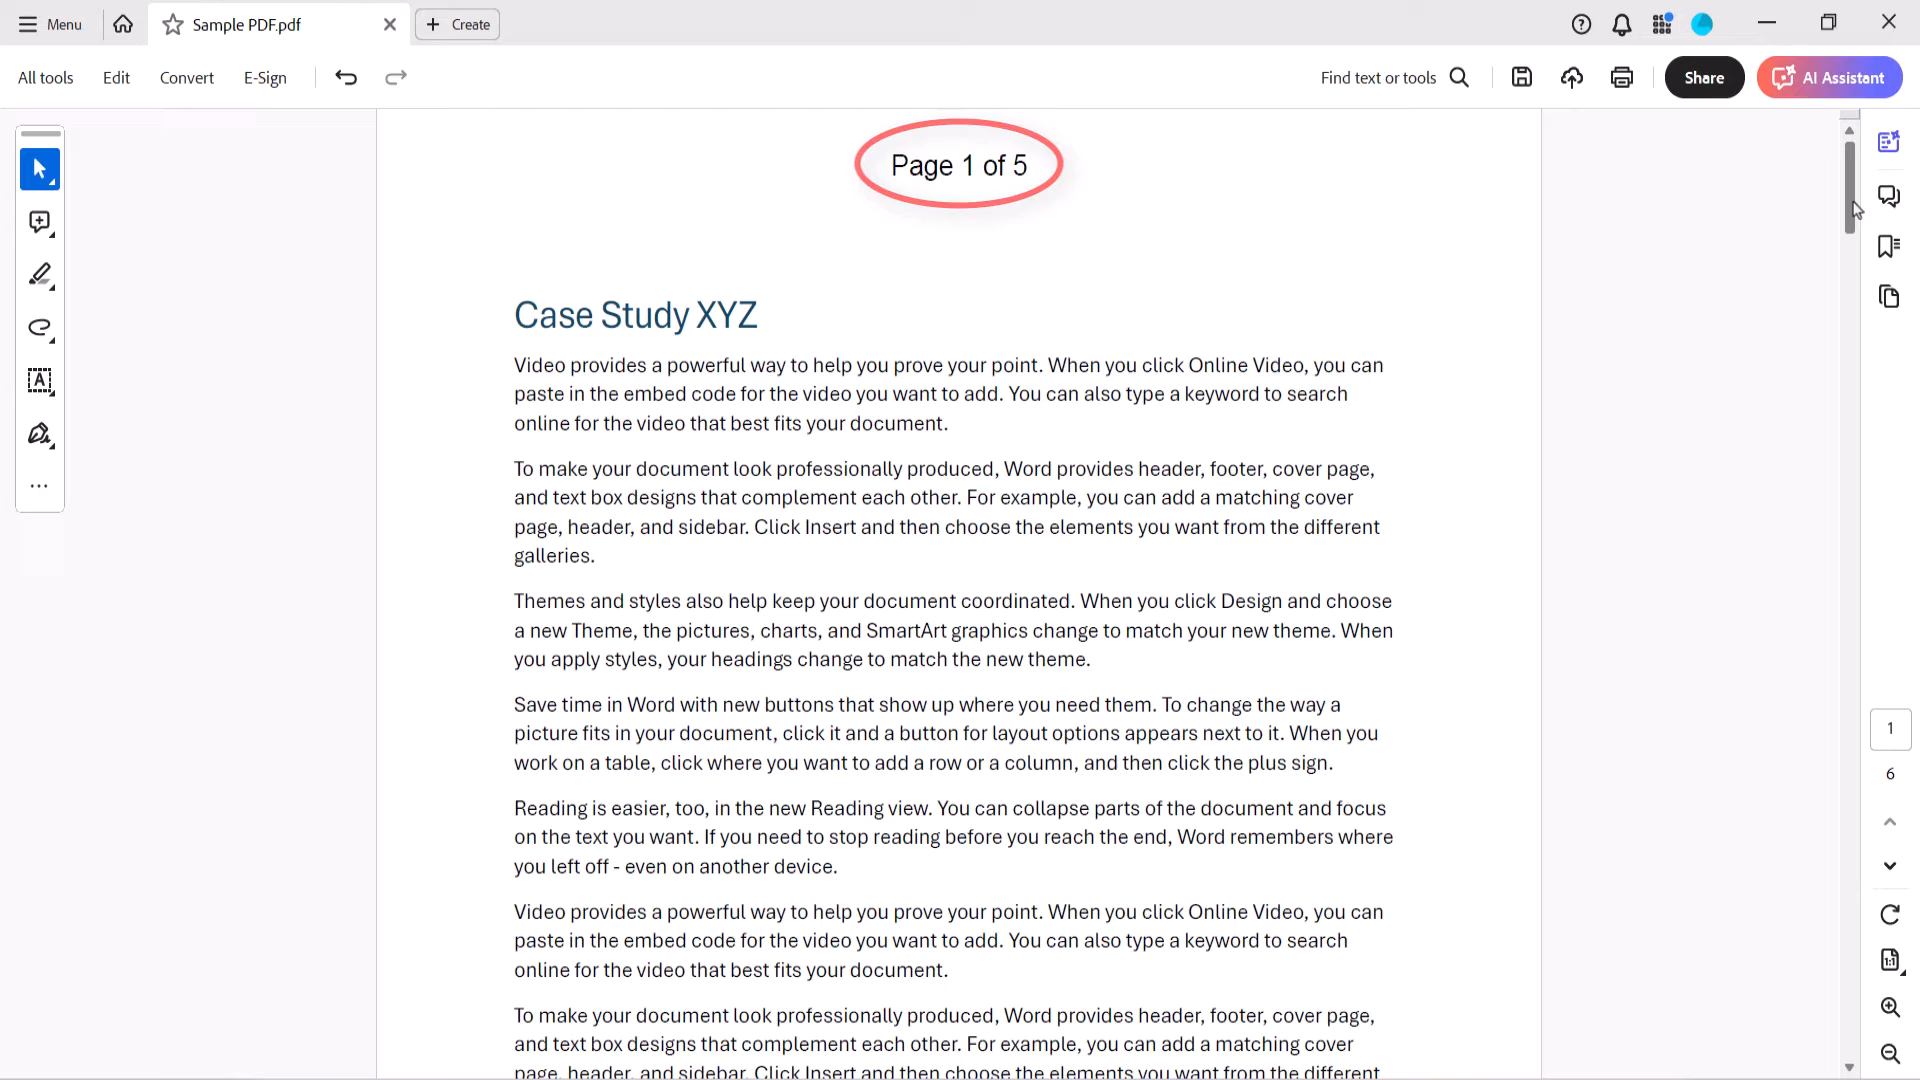 Menu
Sample PDF.pdf
Create
All tools
Edit
Convert
E-Sign
Find text or tools
Share
AI Assistant
Page 1 of 5
Case Study XYZ
Video provides a powerful way to help you prove your point. When you click Online Video, you can
paste in the embed code for the video you want to add. You can also type a keyword to search
online for the video that best fits your document.
To make your document look professionally produced, Word provides header, footer, cover page,
and text box designs that complement each other. For example, you can add a matching cover
page, header, and sidebar. Click Insert and then choose the elements you want from the different
galleries.
Themes and styles also help keep your document coordinated. When you click Design and choose
a new Theme, the pictures, charts, and SmartArt graphics change to match your new theme. When
you apply styles, your headings change to match the new theme.
Save time in Word with new buttons that show up where you need them. To change the way a
picture fits in your document, click it and a button for layout options appears next to it. When you
work on a table, click where you want to add a row or a column, and then click the plus sign.
Reading is easier, too, in the new Reading view. You can collapse parts of the document and focus
on the text you want. If you need to stop reading before you reach the end, Word remembers where
you left off - even on another device.
Video provides a powerful way to help you prove your point. When you click Online Video, you can
paste in the embed code for the video you want to add. You can also type a keyword to search
online for the video that best fits your document.
To make your document look professionally produced, Word provides header, footer, cover page,
and text box designs that complement each other. For example, you can add a matching cover
page, header, and sidebar. Click Insert and then choose the elements you want from the different
1
6